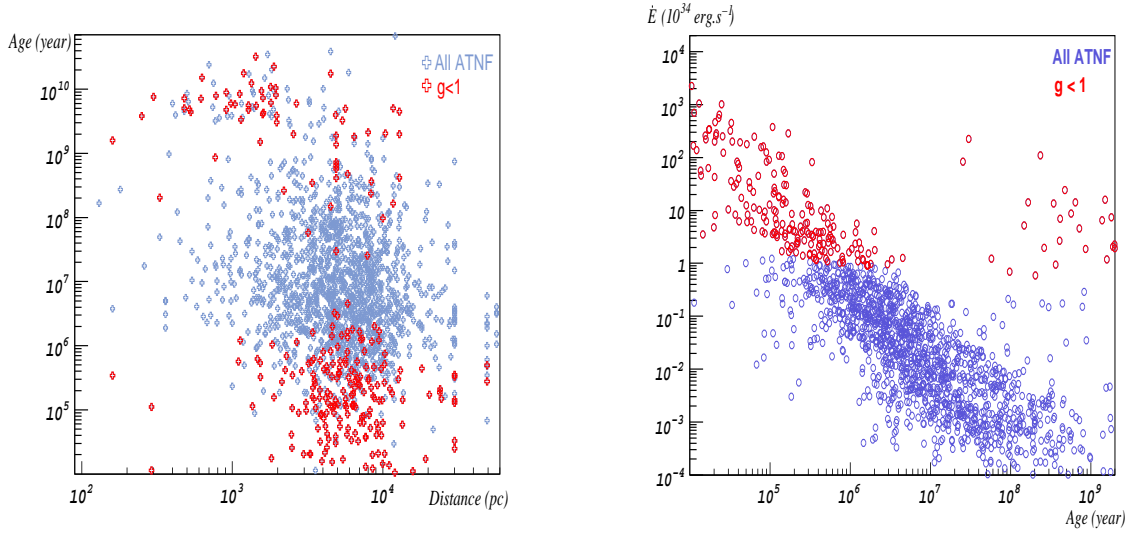 Age (year)
All ATNF
g<1
10^10
10^9
10^8
10^7
10^6
10^5
10^2
10^3
10^4
Distance (pc)
Ė (10^34 erg.s^-1)
All ATNF
g < 1
10^4
10^3
10^2
10
1
10^-1
10^-2
10^-3
10^-4
10^5
10^6
10^7
10^8
10^9
Age (year)